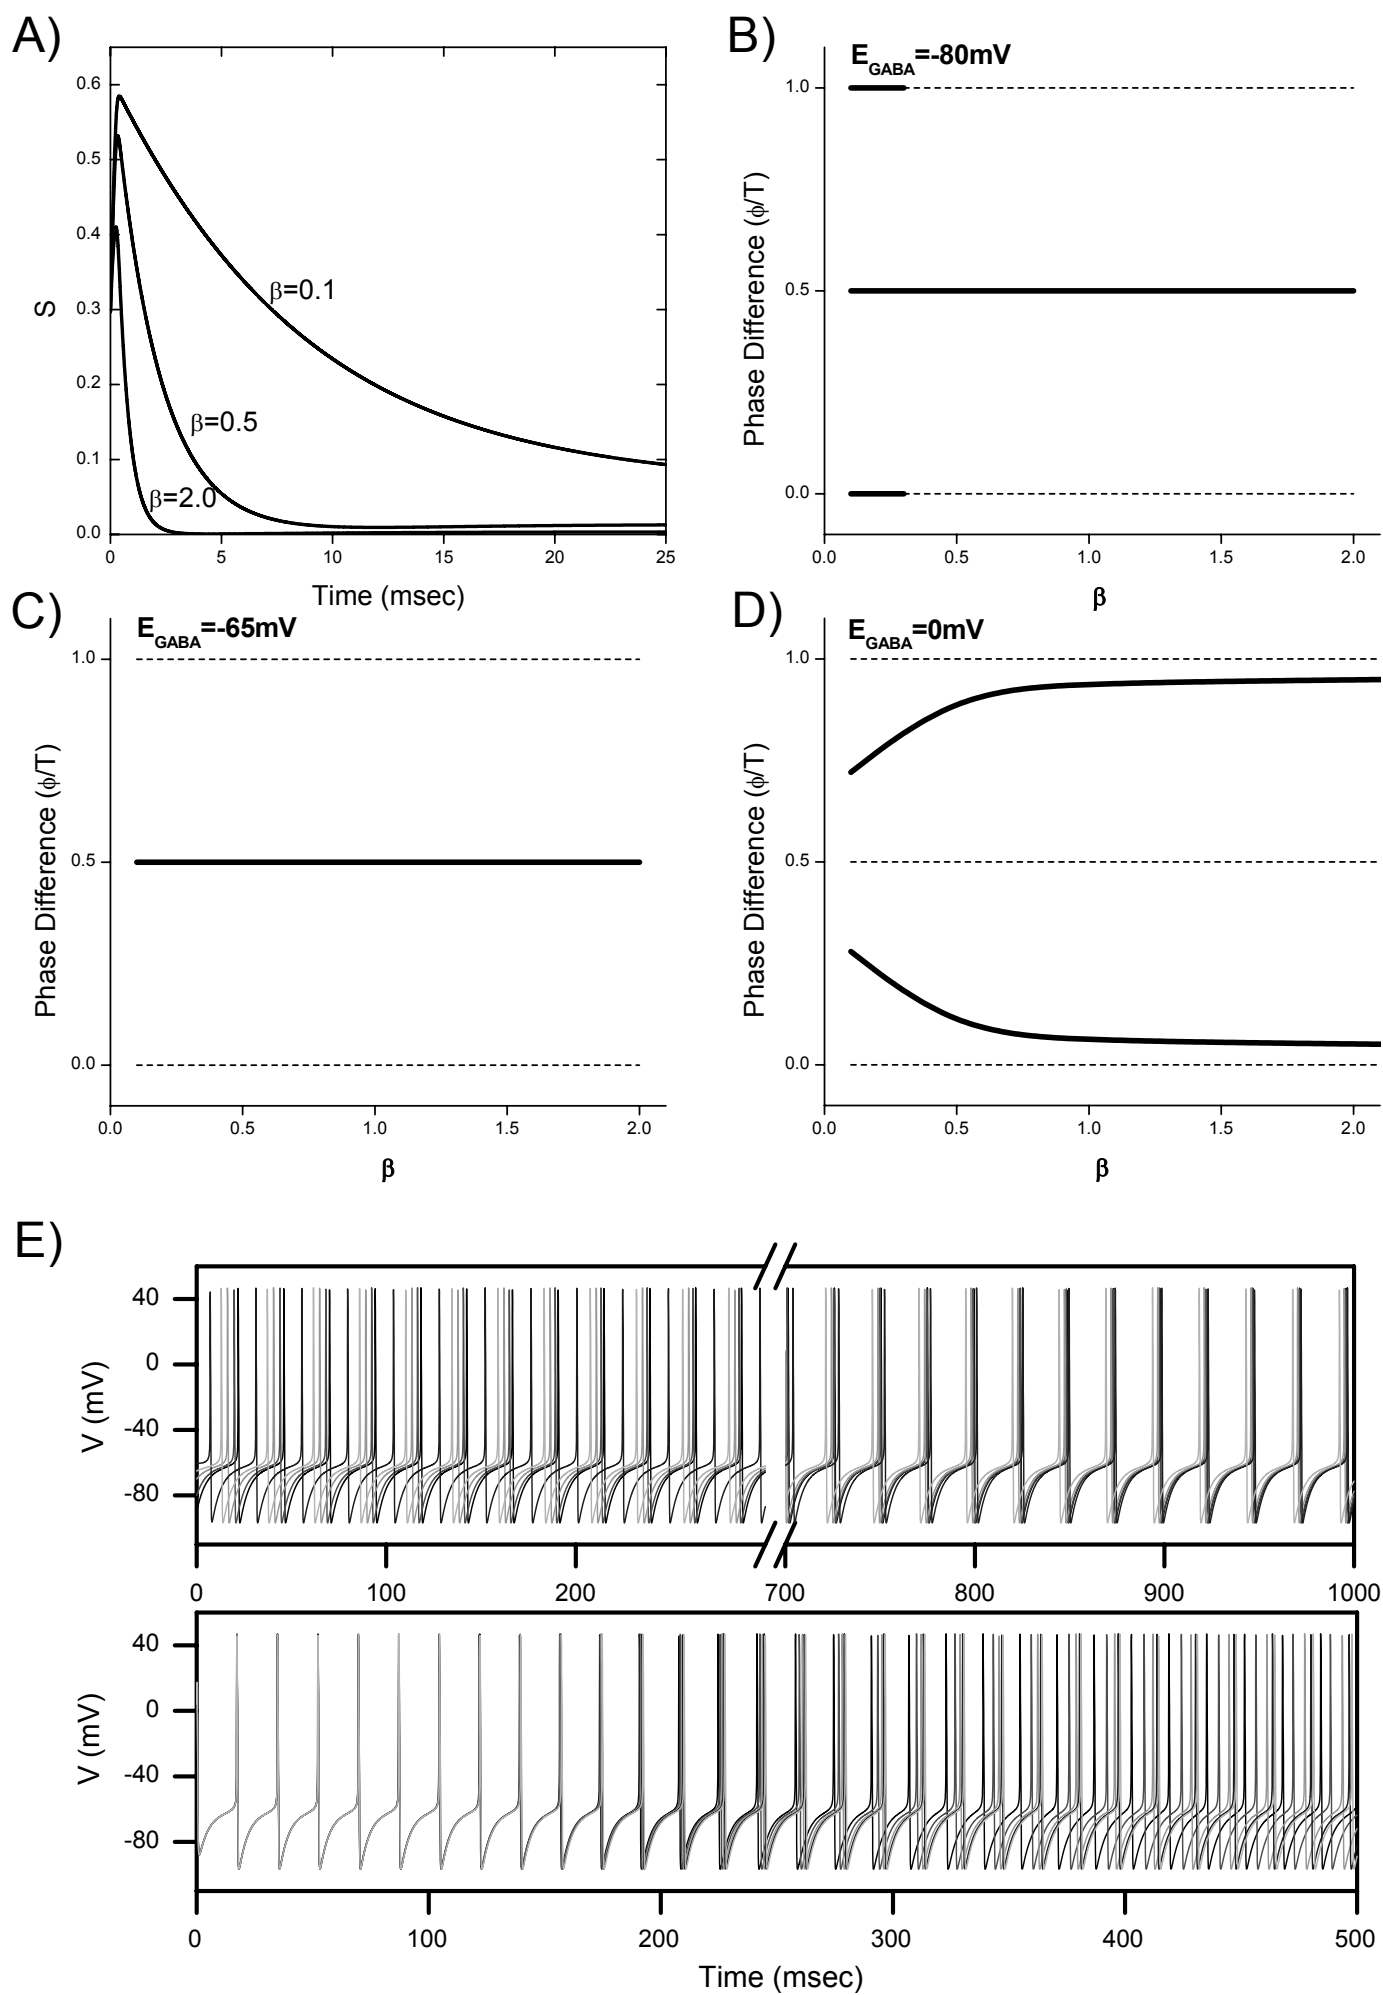 A)
0.6
0.5
0.4
0.3
0.2
0.1
0.0
S
β=0.1
β=0.5
β=2.0
0 5 10 15 20 25
Time (msec)
B)
E_GABA=-80mV
1.0
0.5
0.0
Phase Difference (ϕ/T)
0.0 0.5 1.0 1.5 2.0
β
C)
E_GABA=-65mV
1.0
0.5
0.0
Phase Difference (ϕ/T)
0.0 0.5 1.0 1.5 2.0
β
D)
E_GABA=0mV
1.0
0.5
0.0
Phase Difference (ϕ/T)
0.0 0.5 1.0 1.5 2.0
β
E)
40
0
-40
-80
V (mV)
0 100 200 700 800 900 1000
40
0
-40
-80
V (mV)
0 100 200 300 400 500
Time (msec)